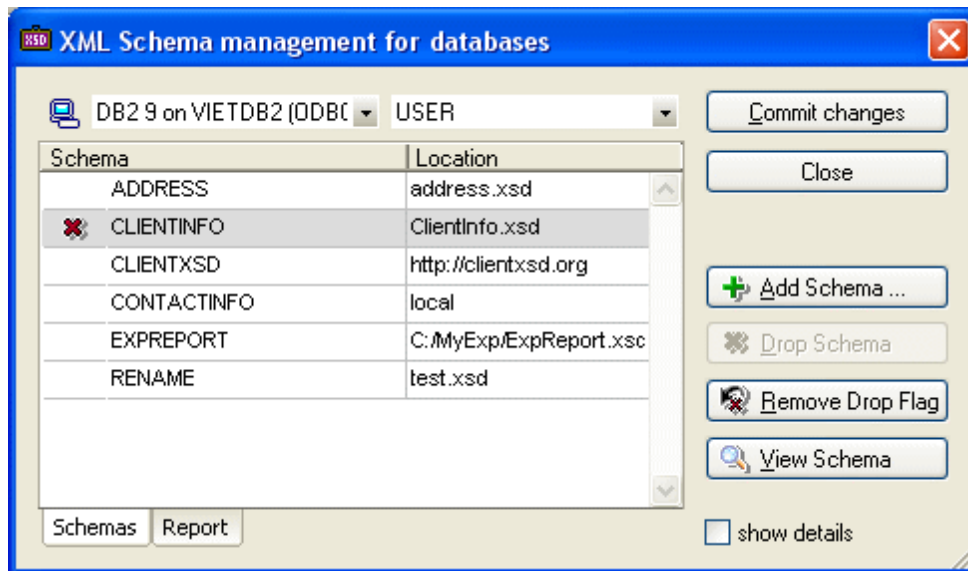 XSD XML Schema management for databases
DB2 9 on VIETDB2 (ODBC USER
Commit changes
Schema Location
Close
ADDRESS address.xsd
CLIENTINFO ClientInfo.xsd
CLIENTXSD http://clientxsd.org
CONTACTINFO local
Add Schema ...
EXPREPORT C:/MyExp/ExpReport.xsc
Drop Schema
RENAME test.xsd
Remove Drop Flag
View Schema
Schemas Report
show details